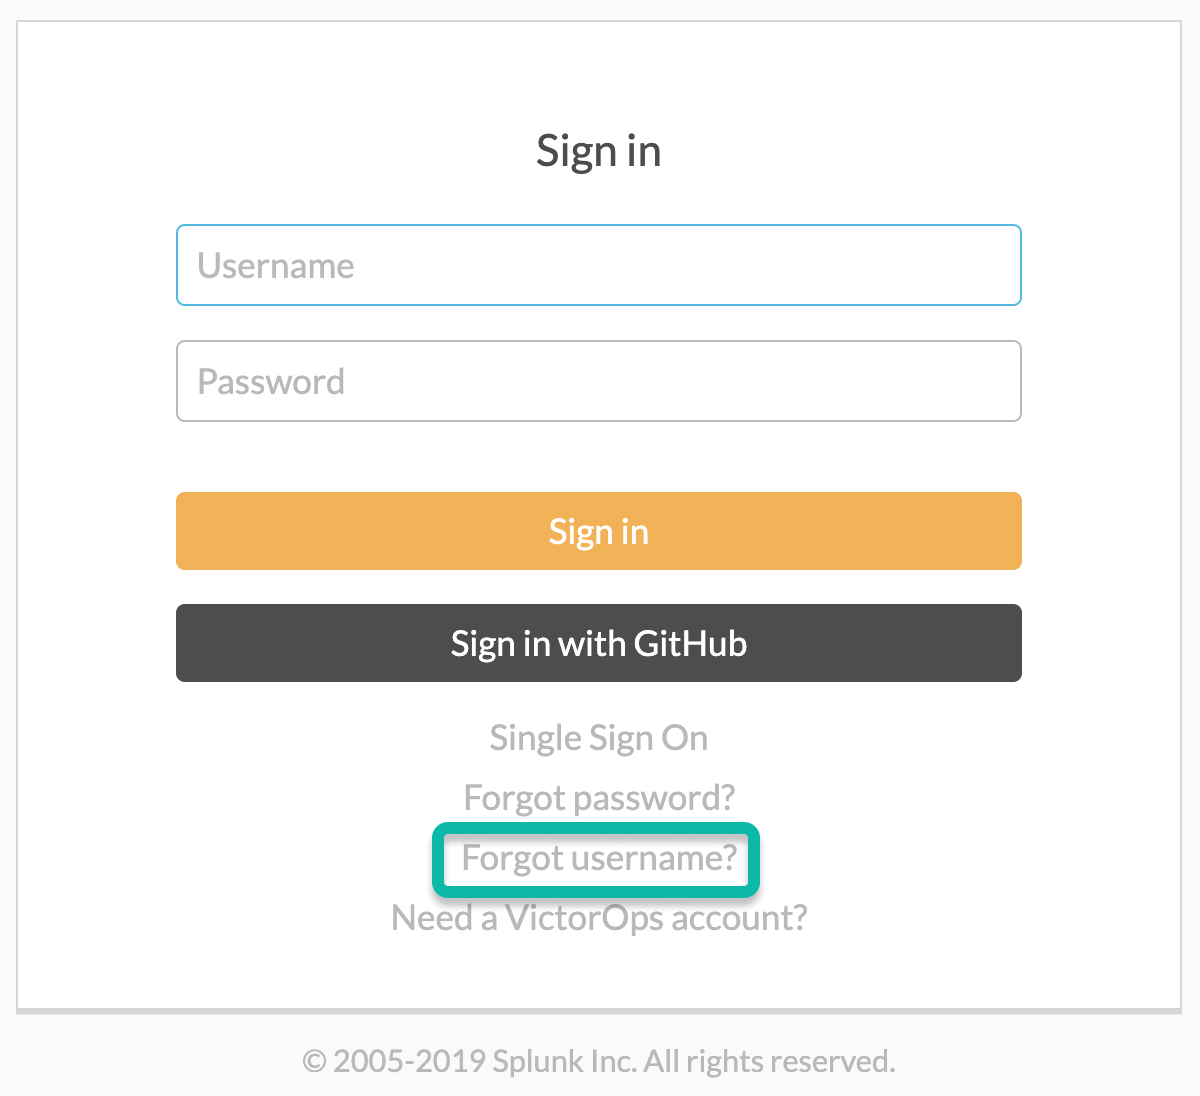 Sign in
Username
Password
Sign in
Sign in with GitHub
Single Sign On
Forgot password?
Forgot username?
Need a VictorOps account?
© 2005-2019 Splunk Inc. All rights reserved.